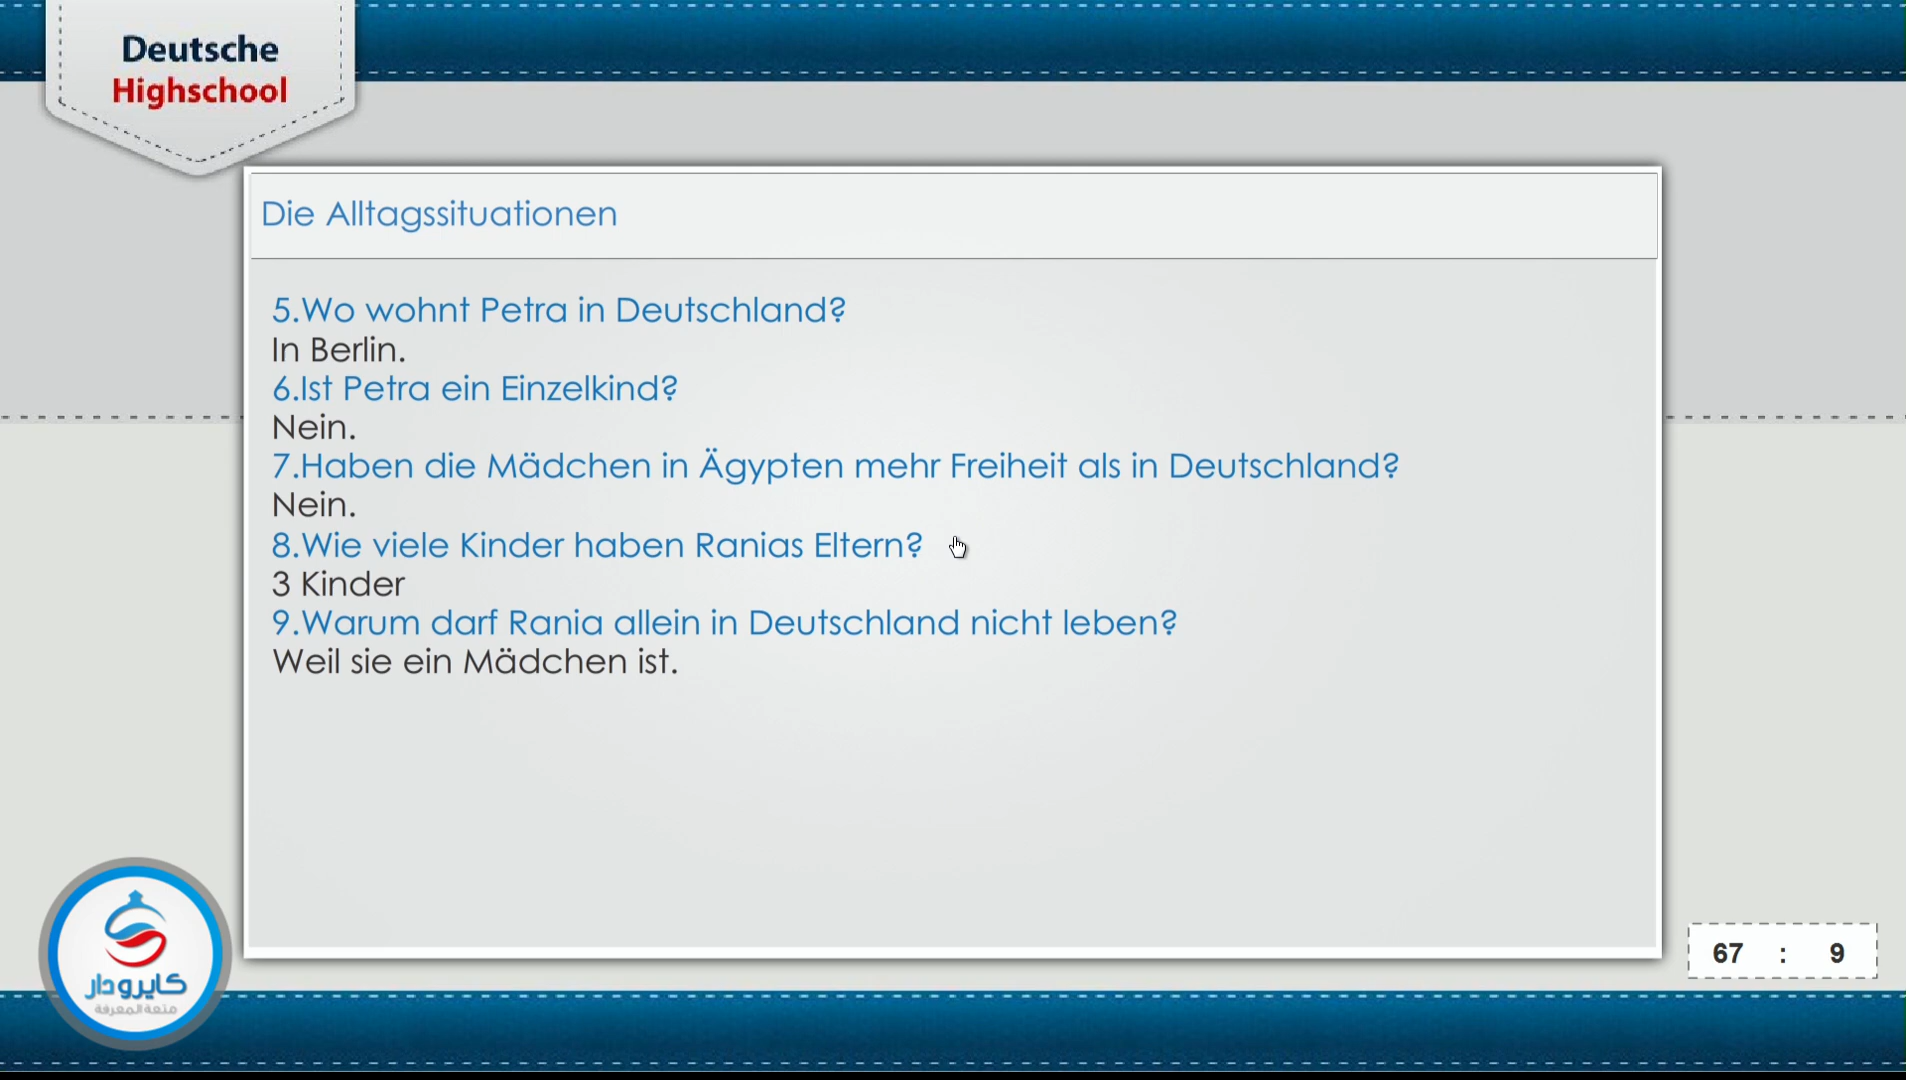 Deutsche
Highschool
Die Alltagssituationen
5.Wo wohnt Petra in Deutschland?
In Berlin.
6.Ist Petra ein Einzelkind?
Nein.
7.Haben die Mädchen in Ägypten mehr Freiheit als in Deutschland?
Nein.
8.Wie viele Kinder haben Ranias Eltern?
3 Kinder
9.Warum darf Rania allein in Deutschland nicht leben?
Weil sie ein Mädchen ist.
كايرودار
متعة المعرفة
67 : 9